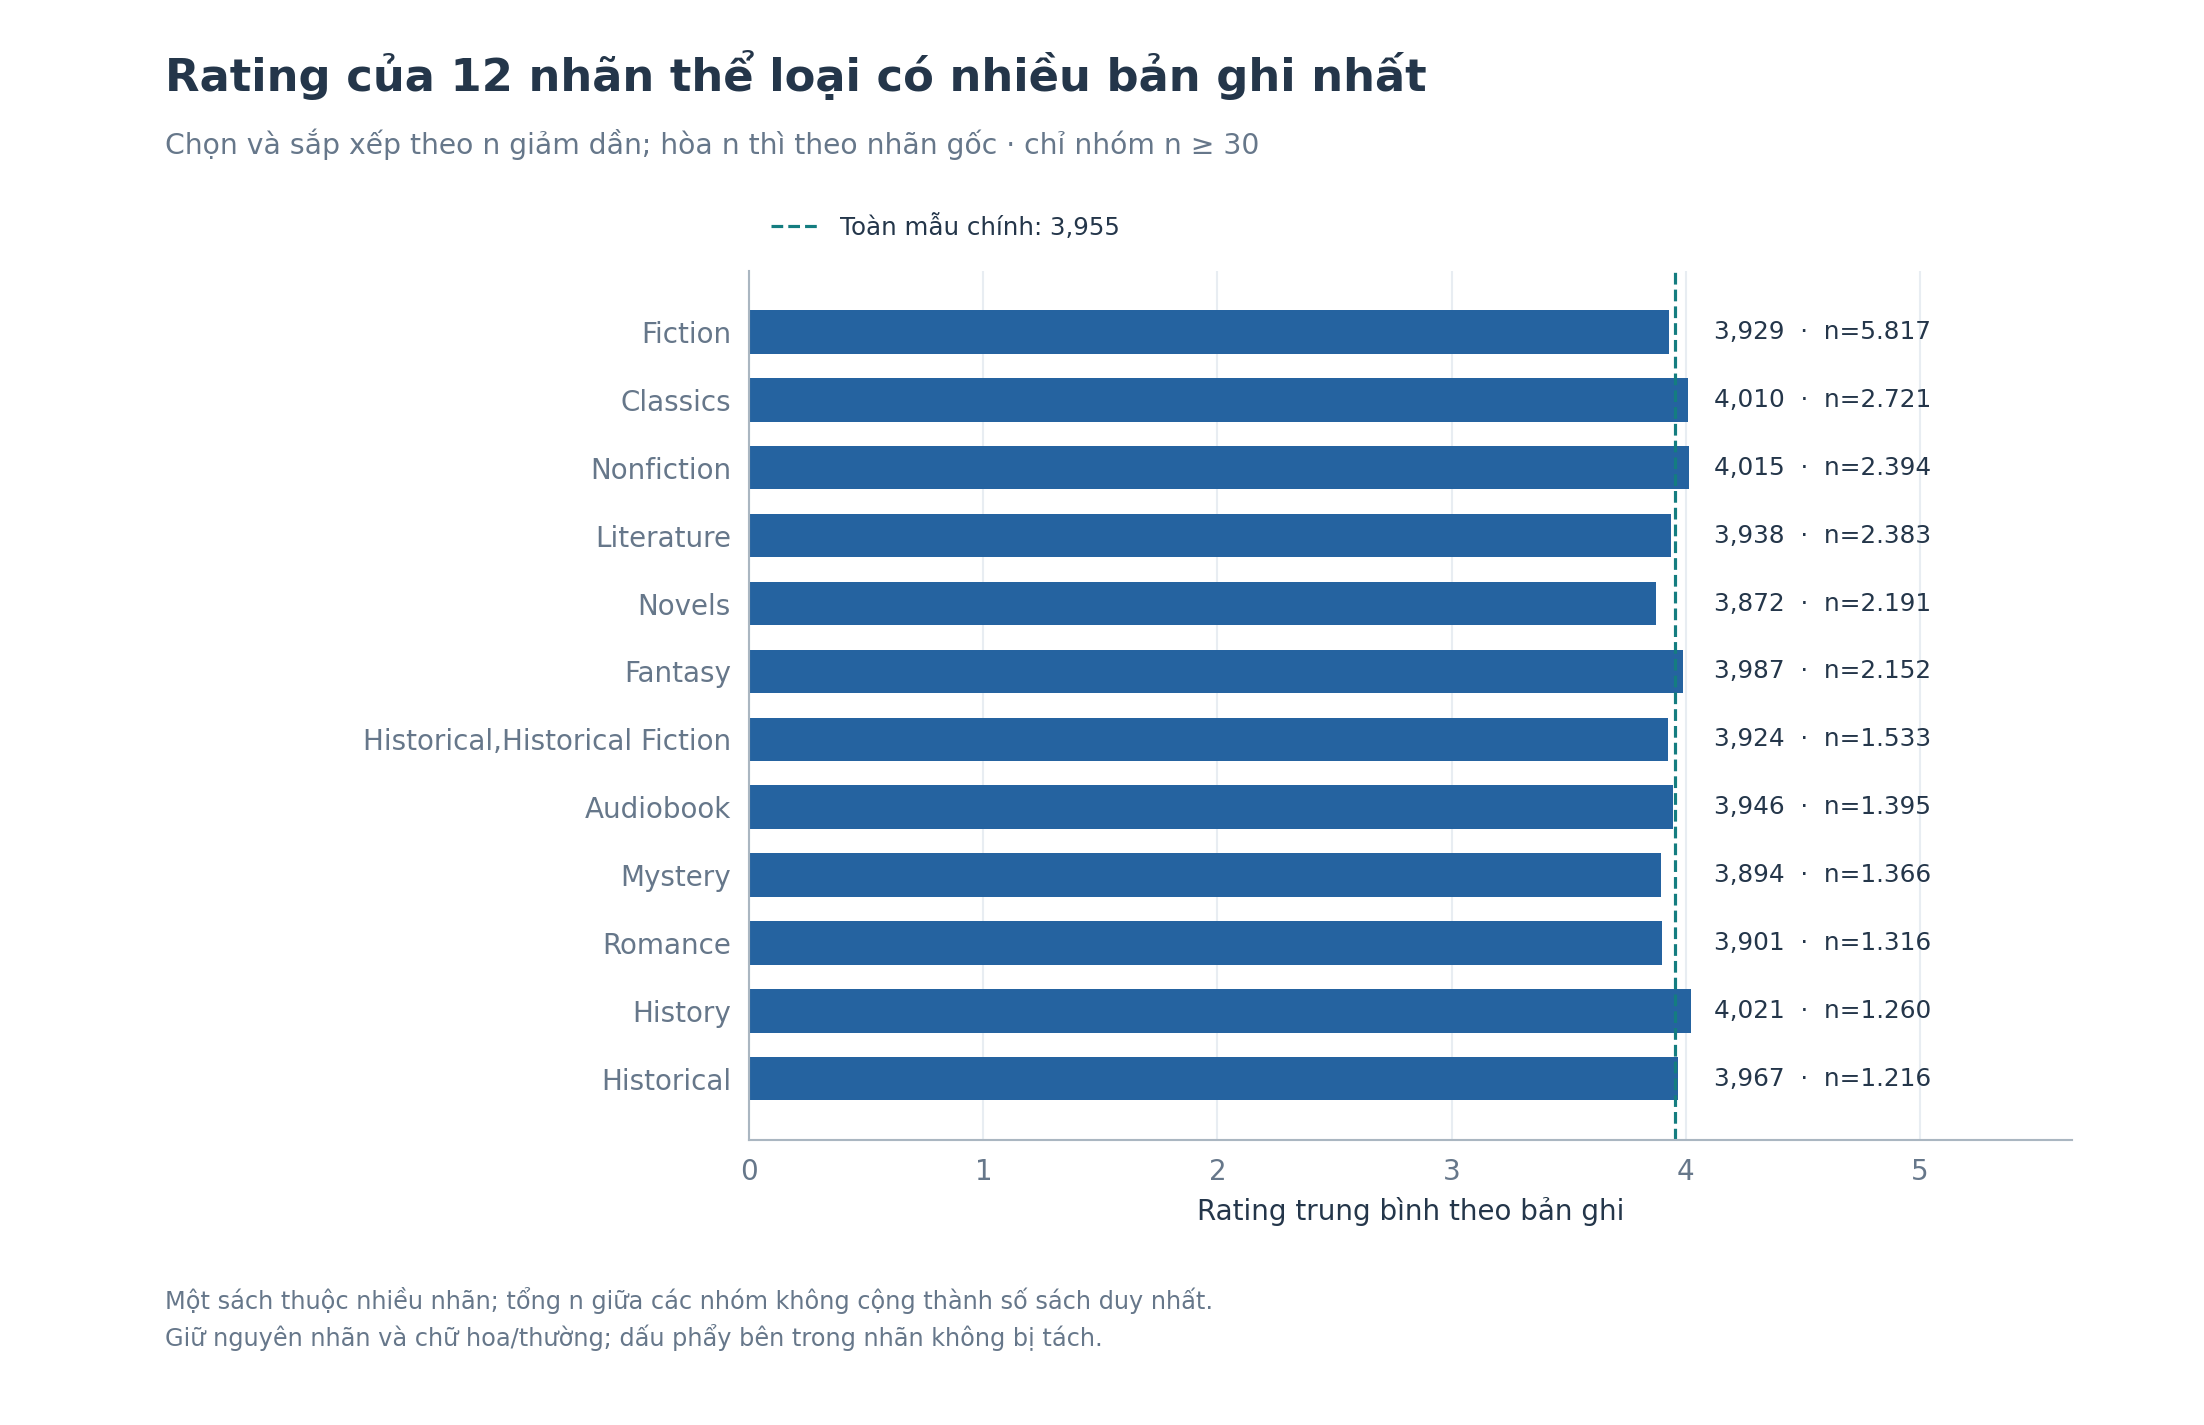 Rating của 12 nhãn thể loại có nhiều bản ghi nhất
Chọn và sắp xếp theo n giảm dần; hòa n thì theo nhãn gốc · chỉ nhóm n ≥ 30
Toàn mẫu chính: 3,955
Fiction 3,929 · n=5.817
Classics 4,010 · n=2.721
Nonfiction 4,015 · n=2.394
Literature 3,938 · n=2.383
Novels 3,872 · n=2.191
Fantasy 3,987 · n=2.152
Historical,Historical Fiction 3,924 · n=1.533
Audiobook 3,946 · n=1.395
Mystery 3,894 · n=1.366
Romance 3,901 · n=1.316
History 4,021 · n=1.260
Historical 3,967 · n=1.216
0 1 2 3 4 5
Rating trung bình theo bản ghi
Một sách thuộc nhiều nhãn; tổng n giữa các nhóm không cộng thành số sách duy nhất.
Giữ nguyên nhãn và chữ hoa/thường; dấu phẩy bên trong nhãn không bị tách.